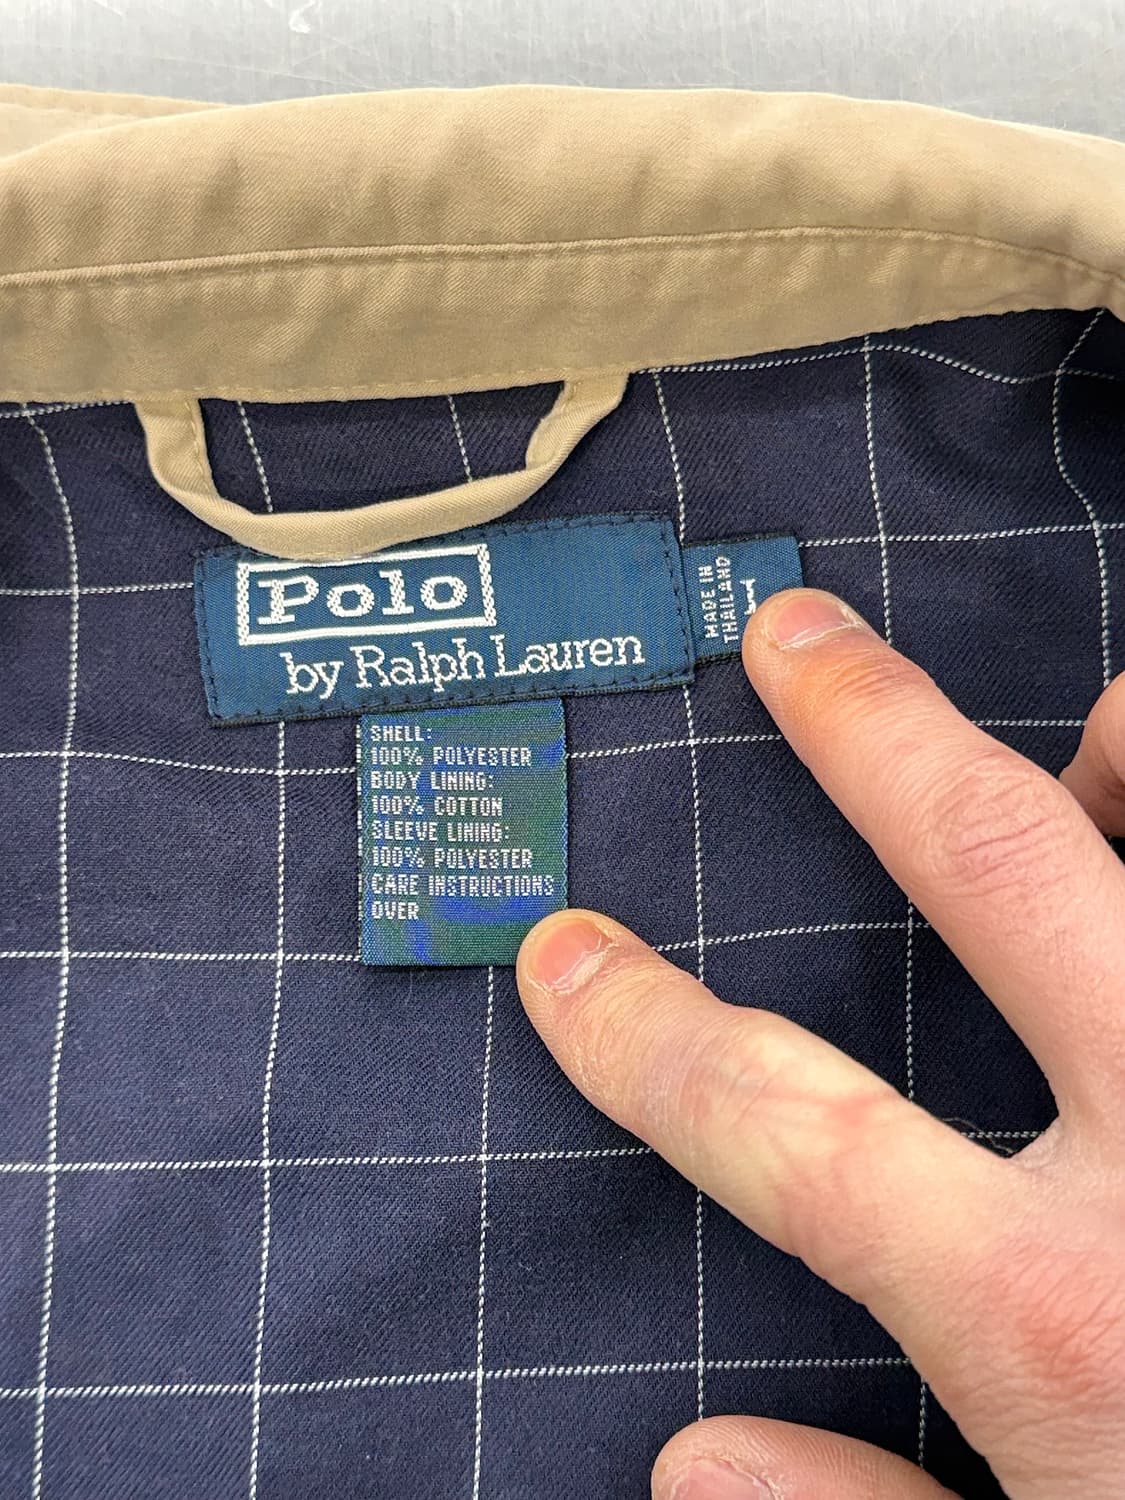 Polo
by Ralph Lauren
MADE IN
THAILAND
L
SHELL:
100% POLYESTER
BODY LINING:
100% COTTON
SLEEVE LINING:
100% POLYESTER
CARE INSTRUCTIONS
OVER